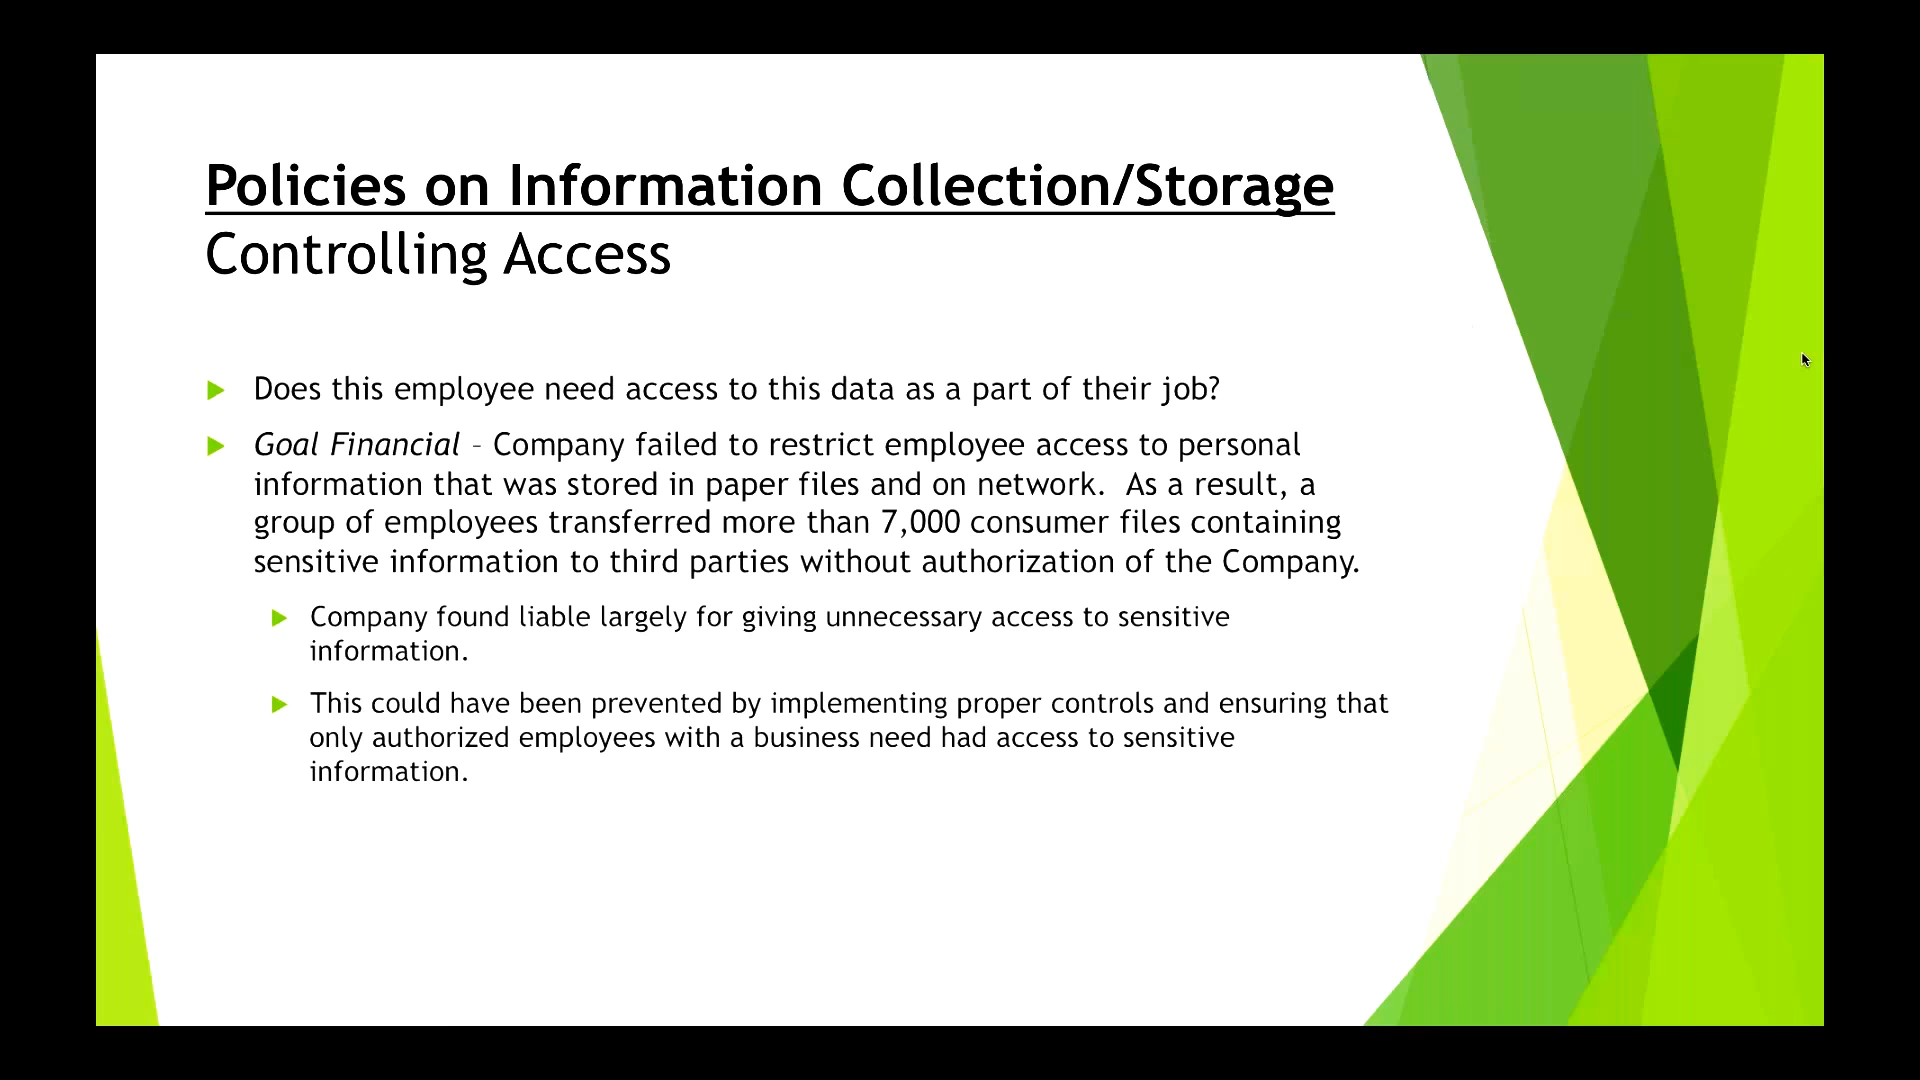 Policies on Information Collection/Storage
Controlling Access
Does this employee need access to this data as a part of their job?
Goal Financial – Company failed to restrict employee access to personal
information that was stored in paper files and on network.  As a result, a
group of employees transferred more than 7,000 consumer files containing
sensitive information to third parties without authorization of the Company.
Company found liable largely for giving unnecessary access to sensitive
information.
This could have been prevented by implementing proper controls and ensuring that
only authorized employees with a business need had access to sensitive
information.